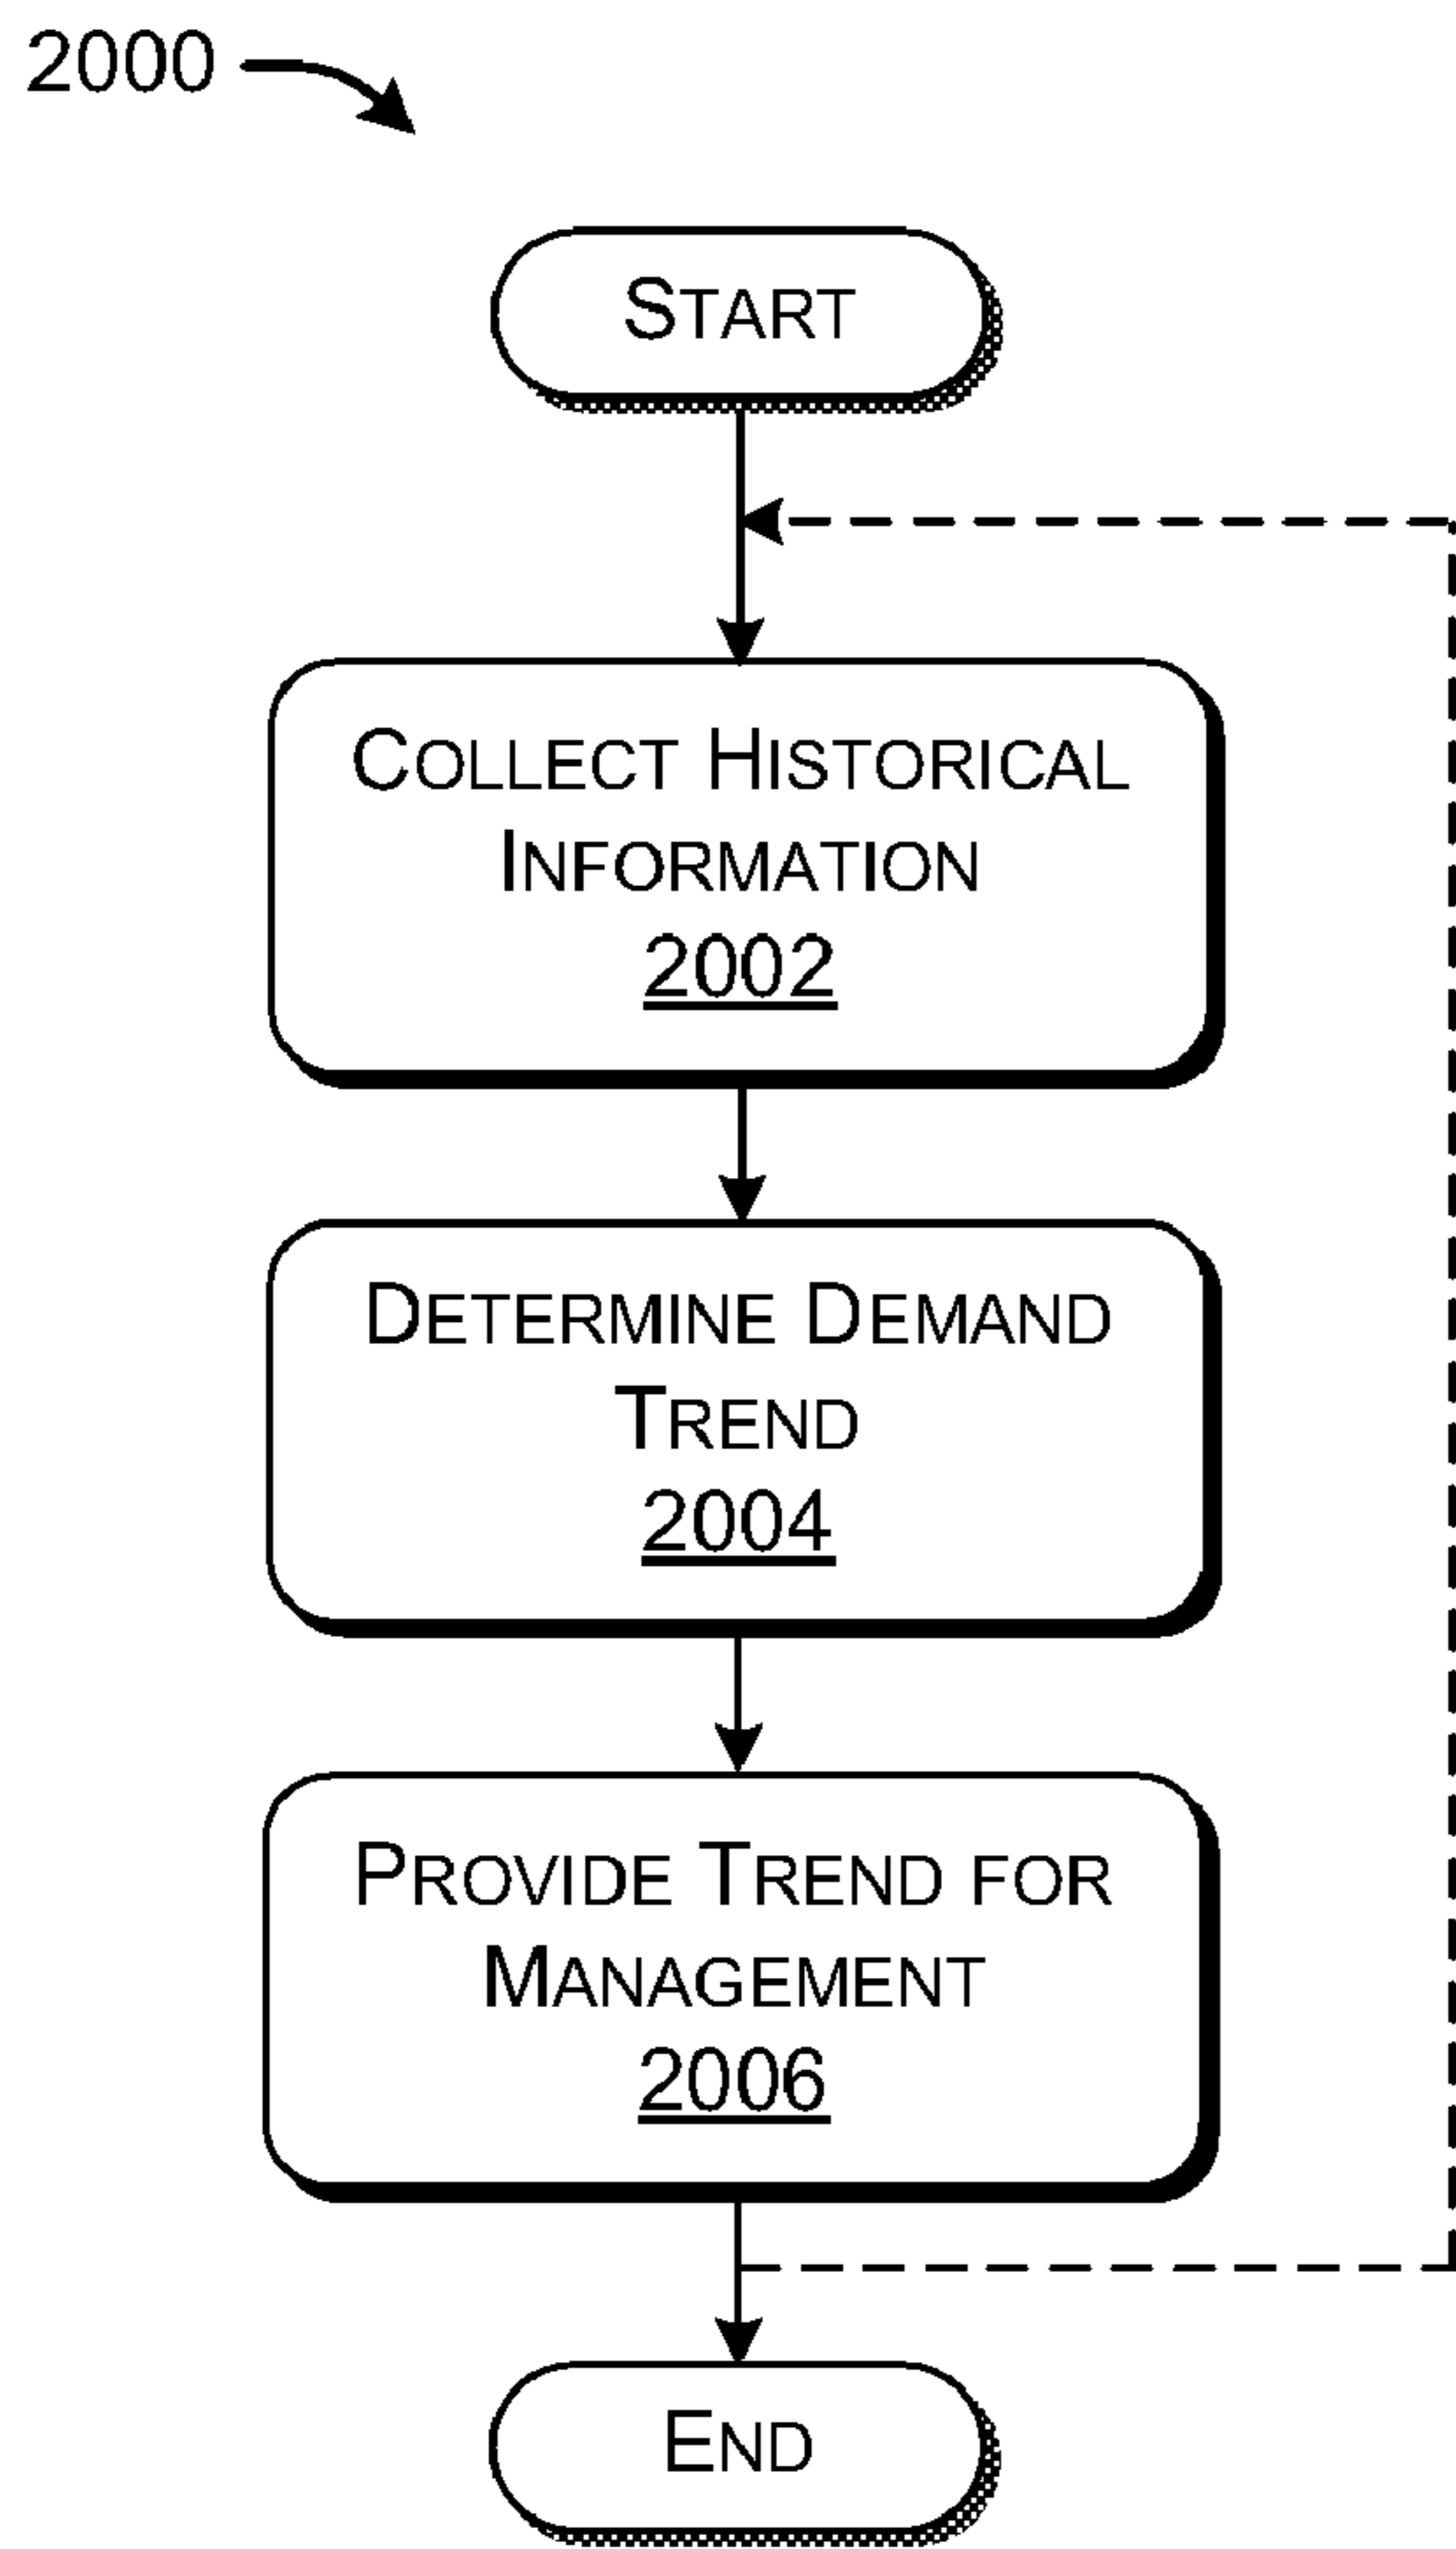 2000
START
COLLECT HISTORICAL
INFORMATION
2002
DETERMINE DEMAND
TREND
2004
PROVIDE TREND FOR
MANAGEMENT
2006
END